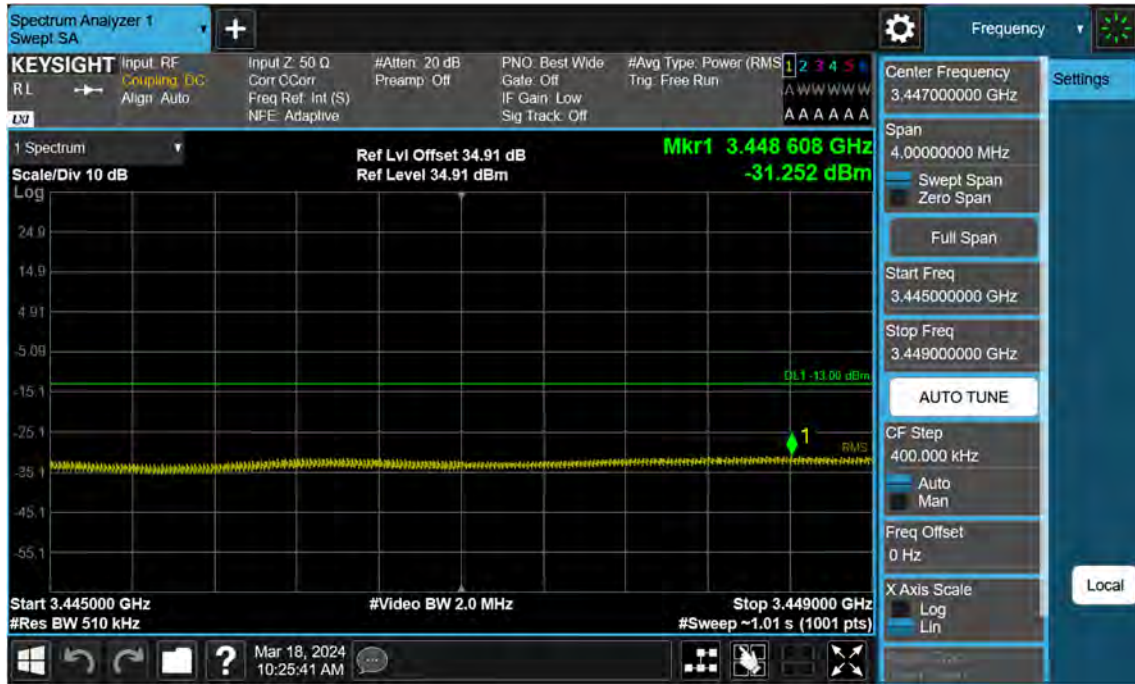 Spectrum Analyzer 1
Swept SA
Frequency
KEYSIGHT
RL
LXI
Input: RF
Coupling: DC
Align: Auto
Input Z: 50 Ω
Corr CCorr
Freq Ref: Int (S)
NFE: Adaptive
#Atten: 20 dB
Preamp: Off
PNO: Best Wide
Gate: Off
IF Gain: Low
Sig Track: Off
#Avg Type: Power (RMS
Trig: Free Run
1 2 3 4 5 6
A W W W W W
A A A A A A
1 Spectrum
Scale/Div 10 dB
Ref Lvl Offset 34.91 dB
Ref Level 34.91 dBm
Mkr1 3.448 608 GHz
-31.252 dBm
Log
24.9
14.9
4.91
-5.09
-15.1
-25.1
-35.1
-45.1
-55.1
DL1 -13.00 dBm
1
RMS
Start 3.445000 GHz
#Res BW 510 kHz
#Video BW 2.0 MHz
Stop 3.449000 GHz
#Sweep ~1.01 s (1001 pts)
Center Frequency
3.447000000 GHz
Span
4.00000000 MHz
Swept Span
Zero Span
Full Span
Start Freq
3.445000000 GHz
Stop Freq
3.449000000 GHz
AUTO TUNE
CF Step
400.000 kHz
Auto
Man
Freq Offset
0 Hz
X Axis Scale
Log
Lin
Settings
Local
?
Mar 18, 2024
10:25:41 AM